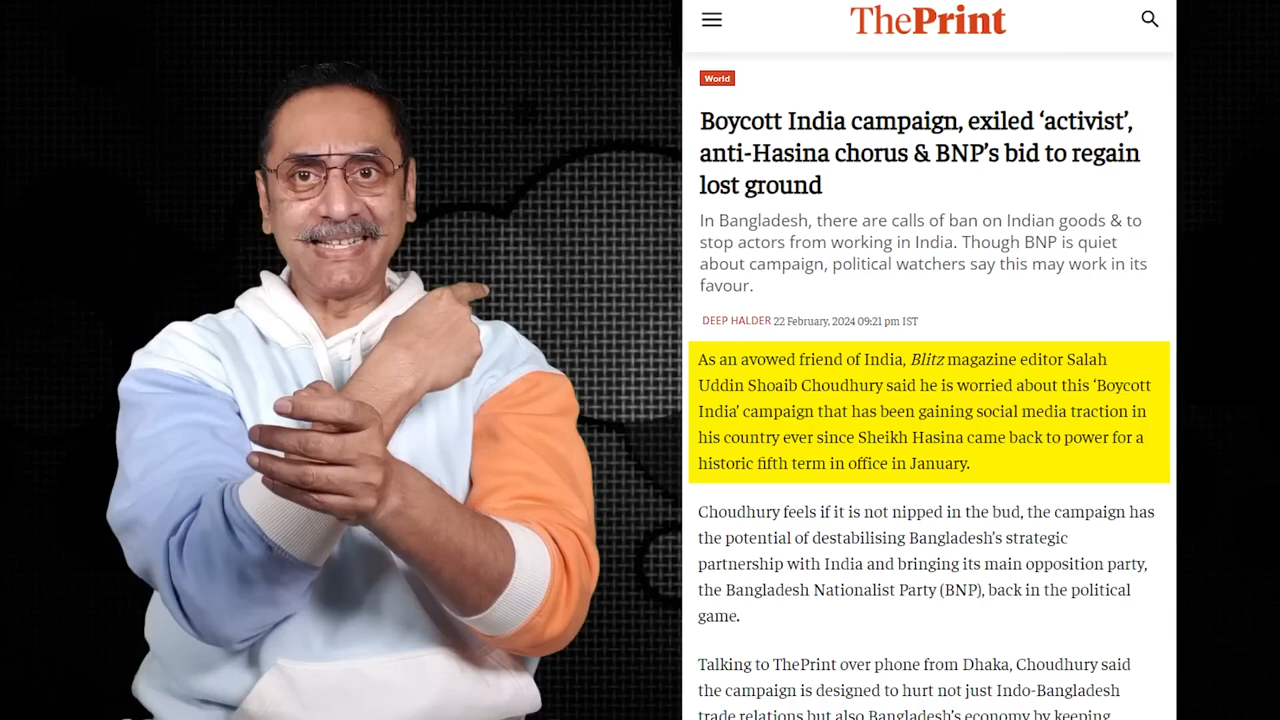 ThePrint
World
Boycott India campaign, exiled ‘activist’,
anti-Hasina chorus & BNP’s bid to regain
lost ground
In Bangladesh, there are calls of ban on Indian goods & to
stop actors from working in India. Though BNP is quiet
about campaign, political watchers say this may work in its
favour.
DEEP HALDER 22 February, 2024 09:21 pm IST
As an avowed friend of India, Blitz magazine editor Salah
Uddin Shoaib Choudhury said he is worried about this ‘Boycott
India’ campaign that has been gaining social media traction in
his country ever since Sheikh Hasina came back to power for a
historic fifth term in office in January.
Choudhury feels if it is not nipped in the bud, the campaign has
the potential of destabilising Bangladesh’s strategic
partnership with India and bringing its main opposition party,
the Bangladesh Nationalist Party (BNP), back in the political
game.
Talking to ThePrint over phone from Dhaka, Choudhury said
the campaign is designed to hurt not just Indo-Bangladesh
trade relations but also Bangladesh’s economy by keeping